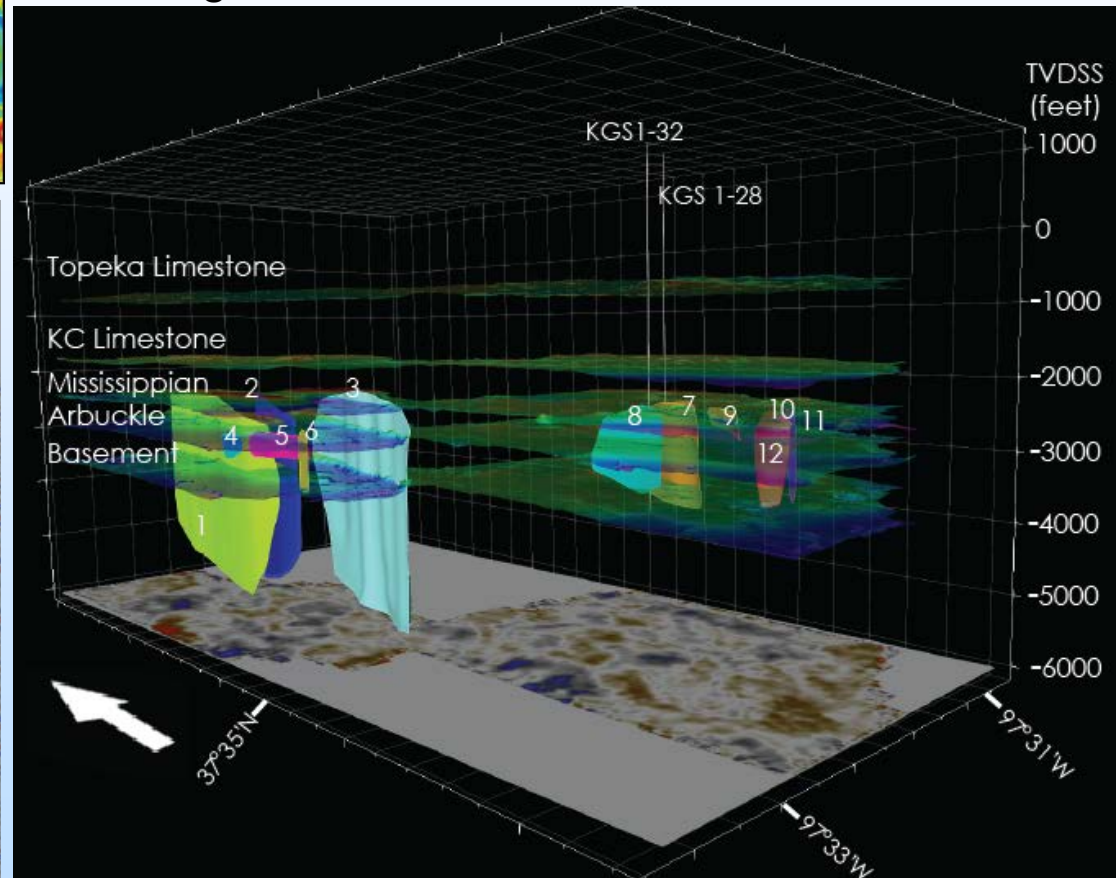 TVDSS
(feet)
1000
0
-1000
-2000
-3000
-4000
-5000
-6000
KGS1-32
KGS 1-28
Topeka Limestone
KC Limestone
Mississippian
Arbuckle
Basement
1
2
3
4
5
6
7
8
9
10
11
12
37°35'N
97°33'W
97°31'W